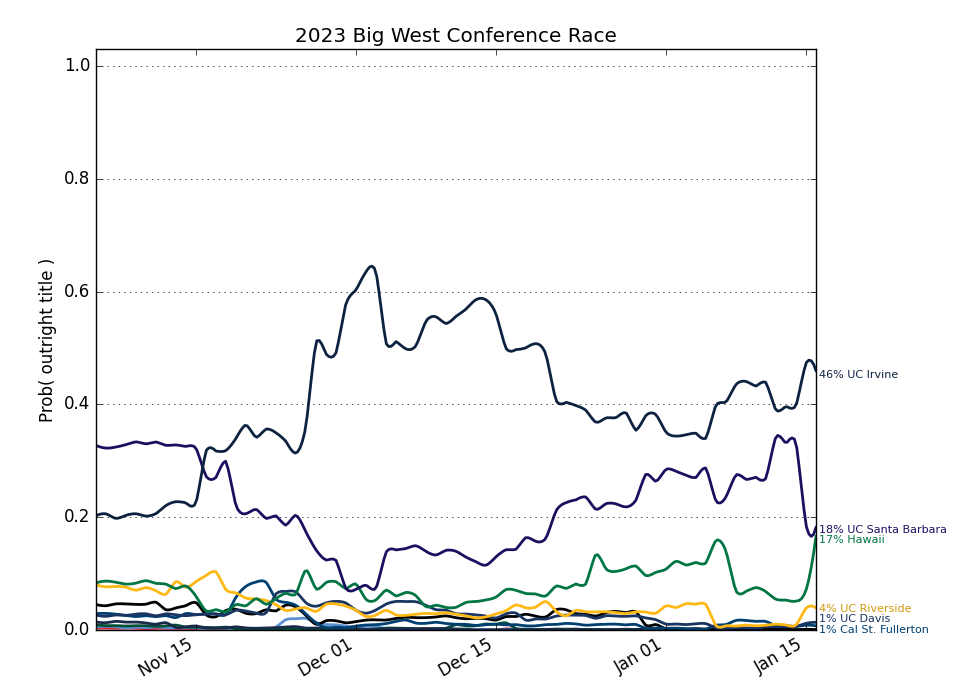 2023 Big West Conference Race
Prob( outright title )
1.0
0.8
0.6
0.4
0.2
0.0
Nov 15
Dec 01
Dec 15
Jan 01
Jan 15
46% UC Irvine
18% UC Santa Barbara
17% Hawaii
4% UC Riverside
1% UC Davis
1% Cal St. Fullerton